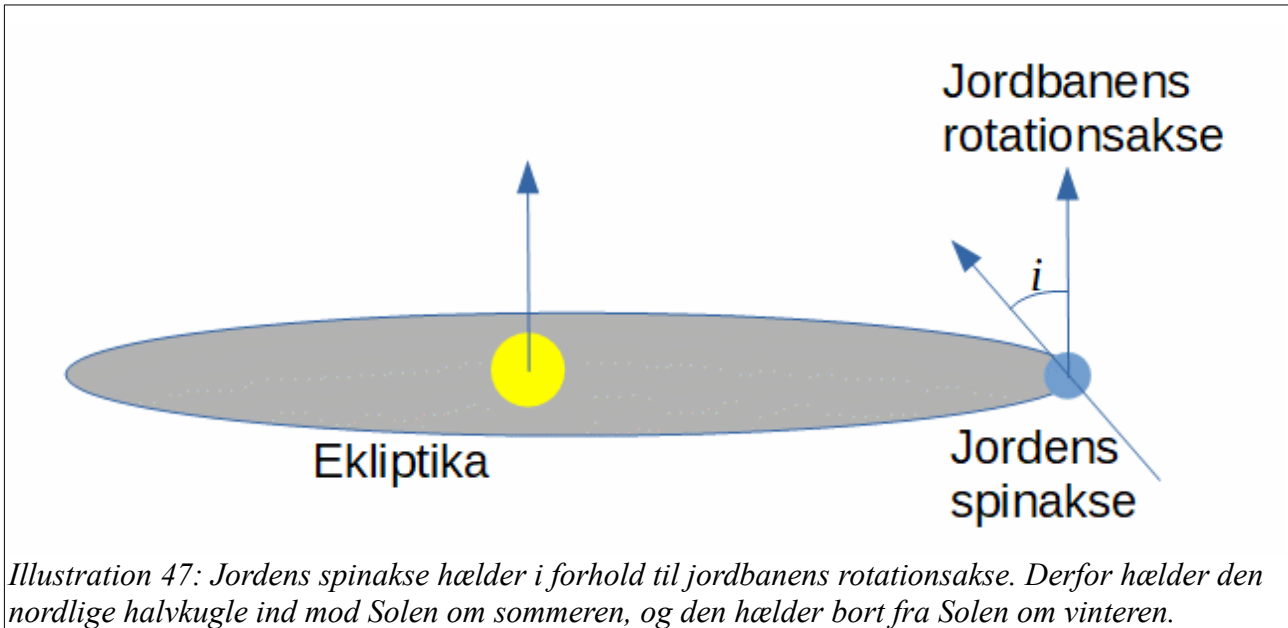 Jordbanens
rotationsakse
i
Ekliptika
Jordens
spinakse
Illustration 47: Jordens spinakse hælder i forhold til jordbanens rotationsakse. Derfor hælder den
nordlige halvkugle ind mod Solen om sommeren, og den hælder bort fra Solen om vinteren.